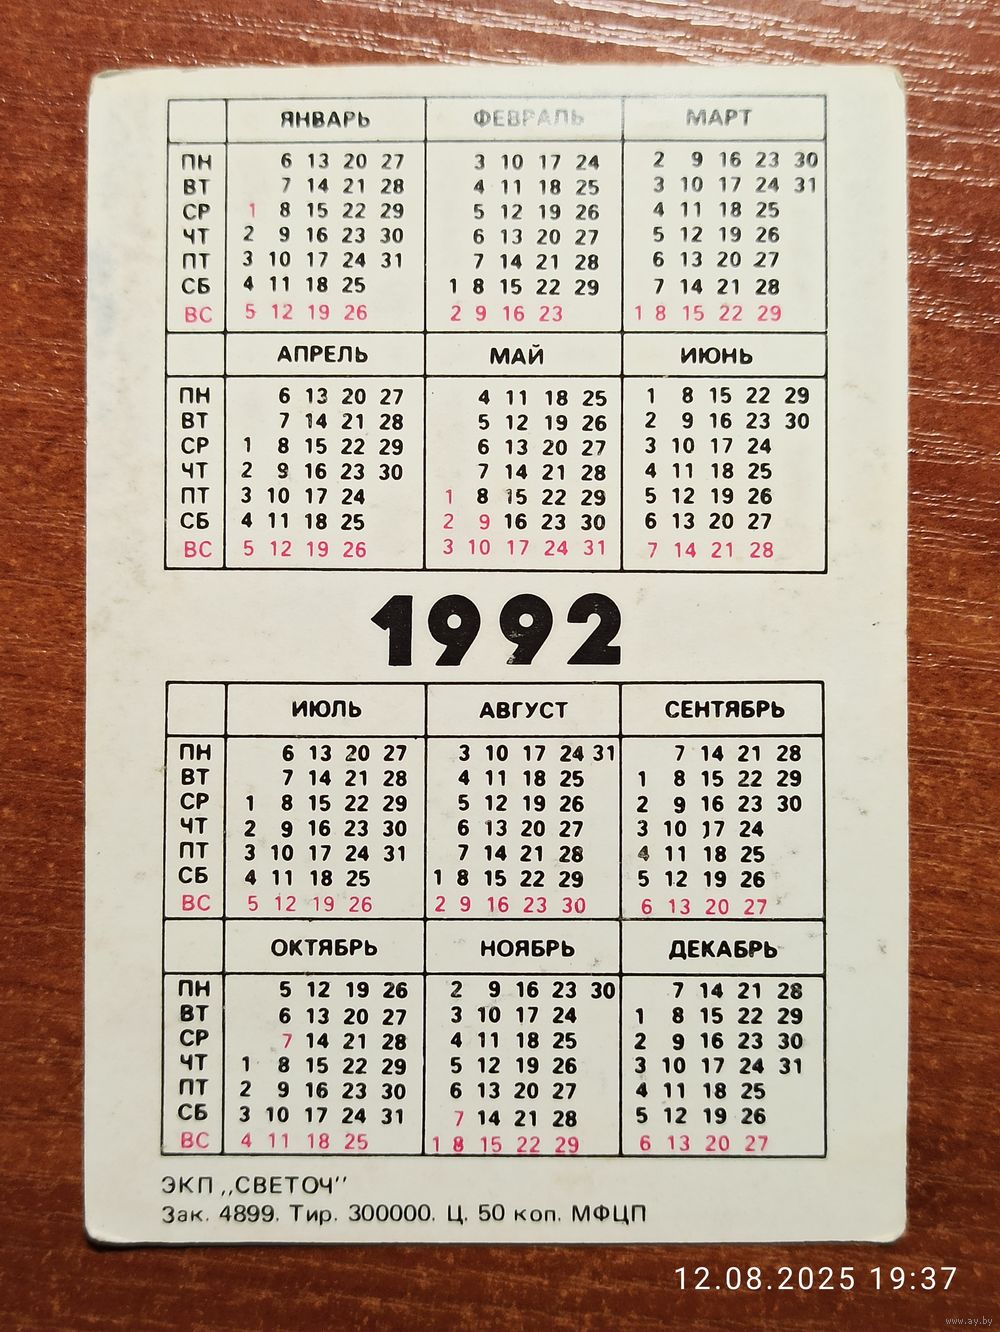 ЯНВАРЬ ФЕВРАЛЬ МАРТ
ПН 6 13 20 27 3 10 17 24 2 9 16 23 30
ВТ 7 14 21 28 4 11 18 25 3 10 17 24 31
СР 1 8 15 22 29 5 12 19 26 4 11 18 25
ЧТ 2 9 16 23 30 6 13 20 27 5 12 19 26
ПТ 3 10 17 24 31 7 14 21 28 6 13 20 27
СБ 4 11 18 25 1 8 15 22 29 7 14 21 28
ВС 5 12 19 26 2 9 16 23 1 8 15 22 29
АПРЕЛЬ МАЙ ИЮНЬ
ПН 6 13 20 27 4 11 18 25 1 8 15 22 29
ВТ 7 14 21 28 5 12 19 26 2 9 16 23 30
СР 1 8 15 22 29 6 13 20 27 3 10 17 24
ЧТ 2 9 16 23 30 7 14 21 28 4 11 18 25
ПТ 3 10 17 24 1 8 15 22 29 5 12 19 26
СБ 4 11 18 25 2 9 16 23 30 6 13 20 27
ВС 5 12 19 26 3 10 17 24 31 7 14 21 28
1992
ИЮЛЬ АВГУСТ СЕНТЯБРЬ
ПН 6 13 20 27 3 10 17 24 31 7 14 21 28
ВТ 7 14 21 28 4 11 18 25 1 8 15 22 29
СР 1 8 15 22 29 5 12 19 26 2 9 16 23 30
ЧТ 2 9 16 23 30 6 13 20 27 3 10 17 24
ПТ 3 10 17 24 31 7 14 21 28 4 11 18 25
СБ 4 11 18 25 1 8 15 22 29 5 12 19 26
ВС 5 12 19 26 2 9 16 23 30 6 13 20 27
ОКТЯБРЬ НОЯБРЬ ДЕКАБРЬ
ПН 5 12 19 26 2 9 16 23 30 7 14 21 28
ВТ 6 13 20 27 3 10 17 24 1 8 15 22 29
СР 7 14 21 28 4 11 18 25 2 9 16 23 30
ЧТ 1 8 15 22 29 5 12 19 26 3 10 17 24 31
ПТ 2 9 16 23 30 6 13 20 27 4 11 18 25
СБ 3 10 17 24 31 7 14 21 28 5 12 19 26
ВС 4 11 18 25 1 8 15 22 29 6 13 20 27
ЭКП „СВЕТОЧ"
Зак. 4899. Тир. 300000. Ц. 50 коп. МФЦП
12.08.2025 19:37
www.ay.by